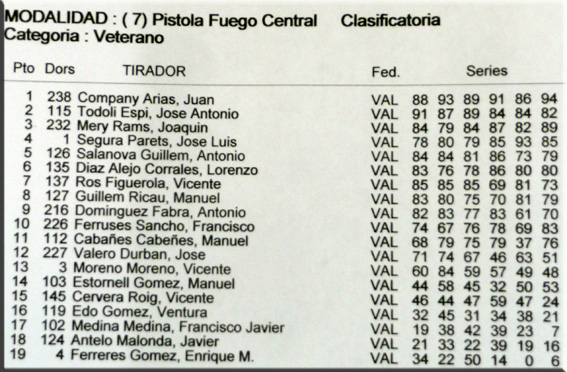 MODALIDAD : ( 7) Pistola Fuego Central Clasificatoria
Categoria : Veterano
Pto Dors TIRADOR Fed. Series
1 238 Company Arias, Juan VAL 88 93 89 91 86 94
2 115 Todoli Espi, Jose Antonio VAL 91 87 89 84 84 82
3 232 Mery Rams, Joaquin VAL 84 79 84 87 82 89
4 1 Segura Parets, Jose Luis VAL 78 80 79 85 93 85
5 126 Salanova Guillem, Antonio VAL 84 84 81 86 73 79
6 135 Diaz Alejo Corrales, Lorenzo VAL 83 76 78 86 80 80
7 137 Ros Figuerola, Vicente VAL 85 85 85 69 81 73
8 127 Guillem Ricau, Manuel VAL 83 80 75 70 81 79
9 216 Dominguez Fabra, Antonio VAL 82 83 77 83 61 70
10 226 Ferruses Sancho, Francisco VAL 74 67 76 78 69 83
11 112 Cabañes Cabeñes, Manuel VAL 68 79 75 79 37 76
12 227 Valero Durban, Jose VAL 71 74 67 46 63 51
13 3 Moreno Moreno, Vicente VAL 60 84 59 57 49 48
14 103 Estornell Gomez, Manuel VAL 44 58 45 32 50 53
15 145 Cervera Roig, Vicente VAL 46 44 47 59 47 24
16 119 Edo Gomez, Ventura VAL 32 45 31 34 38 21
17 102 Medina Medina, Francisco Javier VAL 19 38 42 39 23 7
18 124 Antelo Malonda, Javier VAL 21 33 22 39 19 16
19 4 Ferreres Gomez, Enrique M. VAL 34 22 50 14 0 6